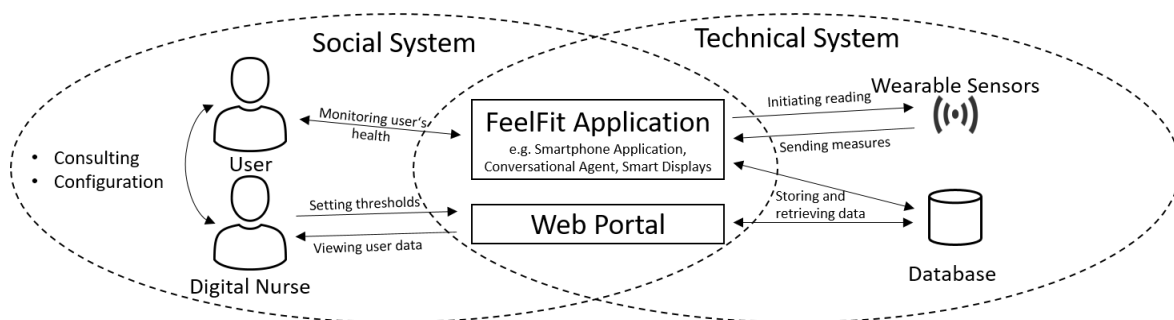 Social System
Technical System
Wearable Sensors
Initiating reading
Monitoring user's
health
FeelFit Application
e.g. Smartphone Application,
Conversational Agent, Smart Displays
Sending measures
• Consulting
• Configuration
User
Setting thresholds
Viewing user data
Web Portal
Storing and
retrieving data
Digital Nurse
Database